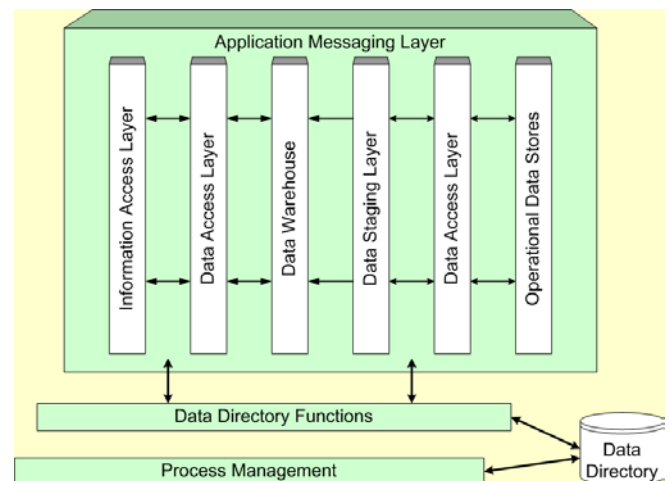 Application Messaging Layer
Information Access Layer
Data Access Layer
Data Warehouse
Data Staging Layer
Data Access Layer
Operational Data Stores
Data Directory Functions
Process Management
Data
Directory